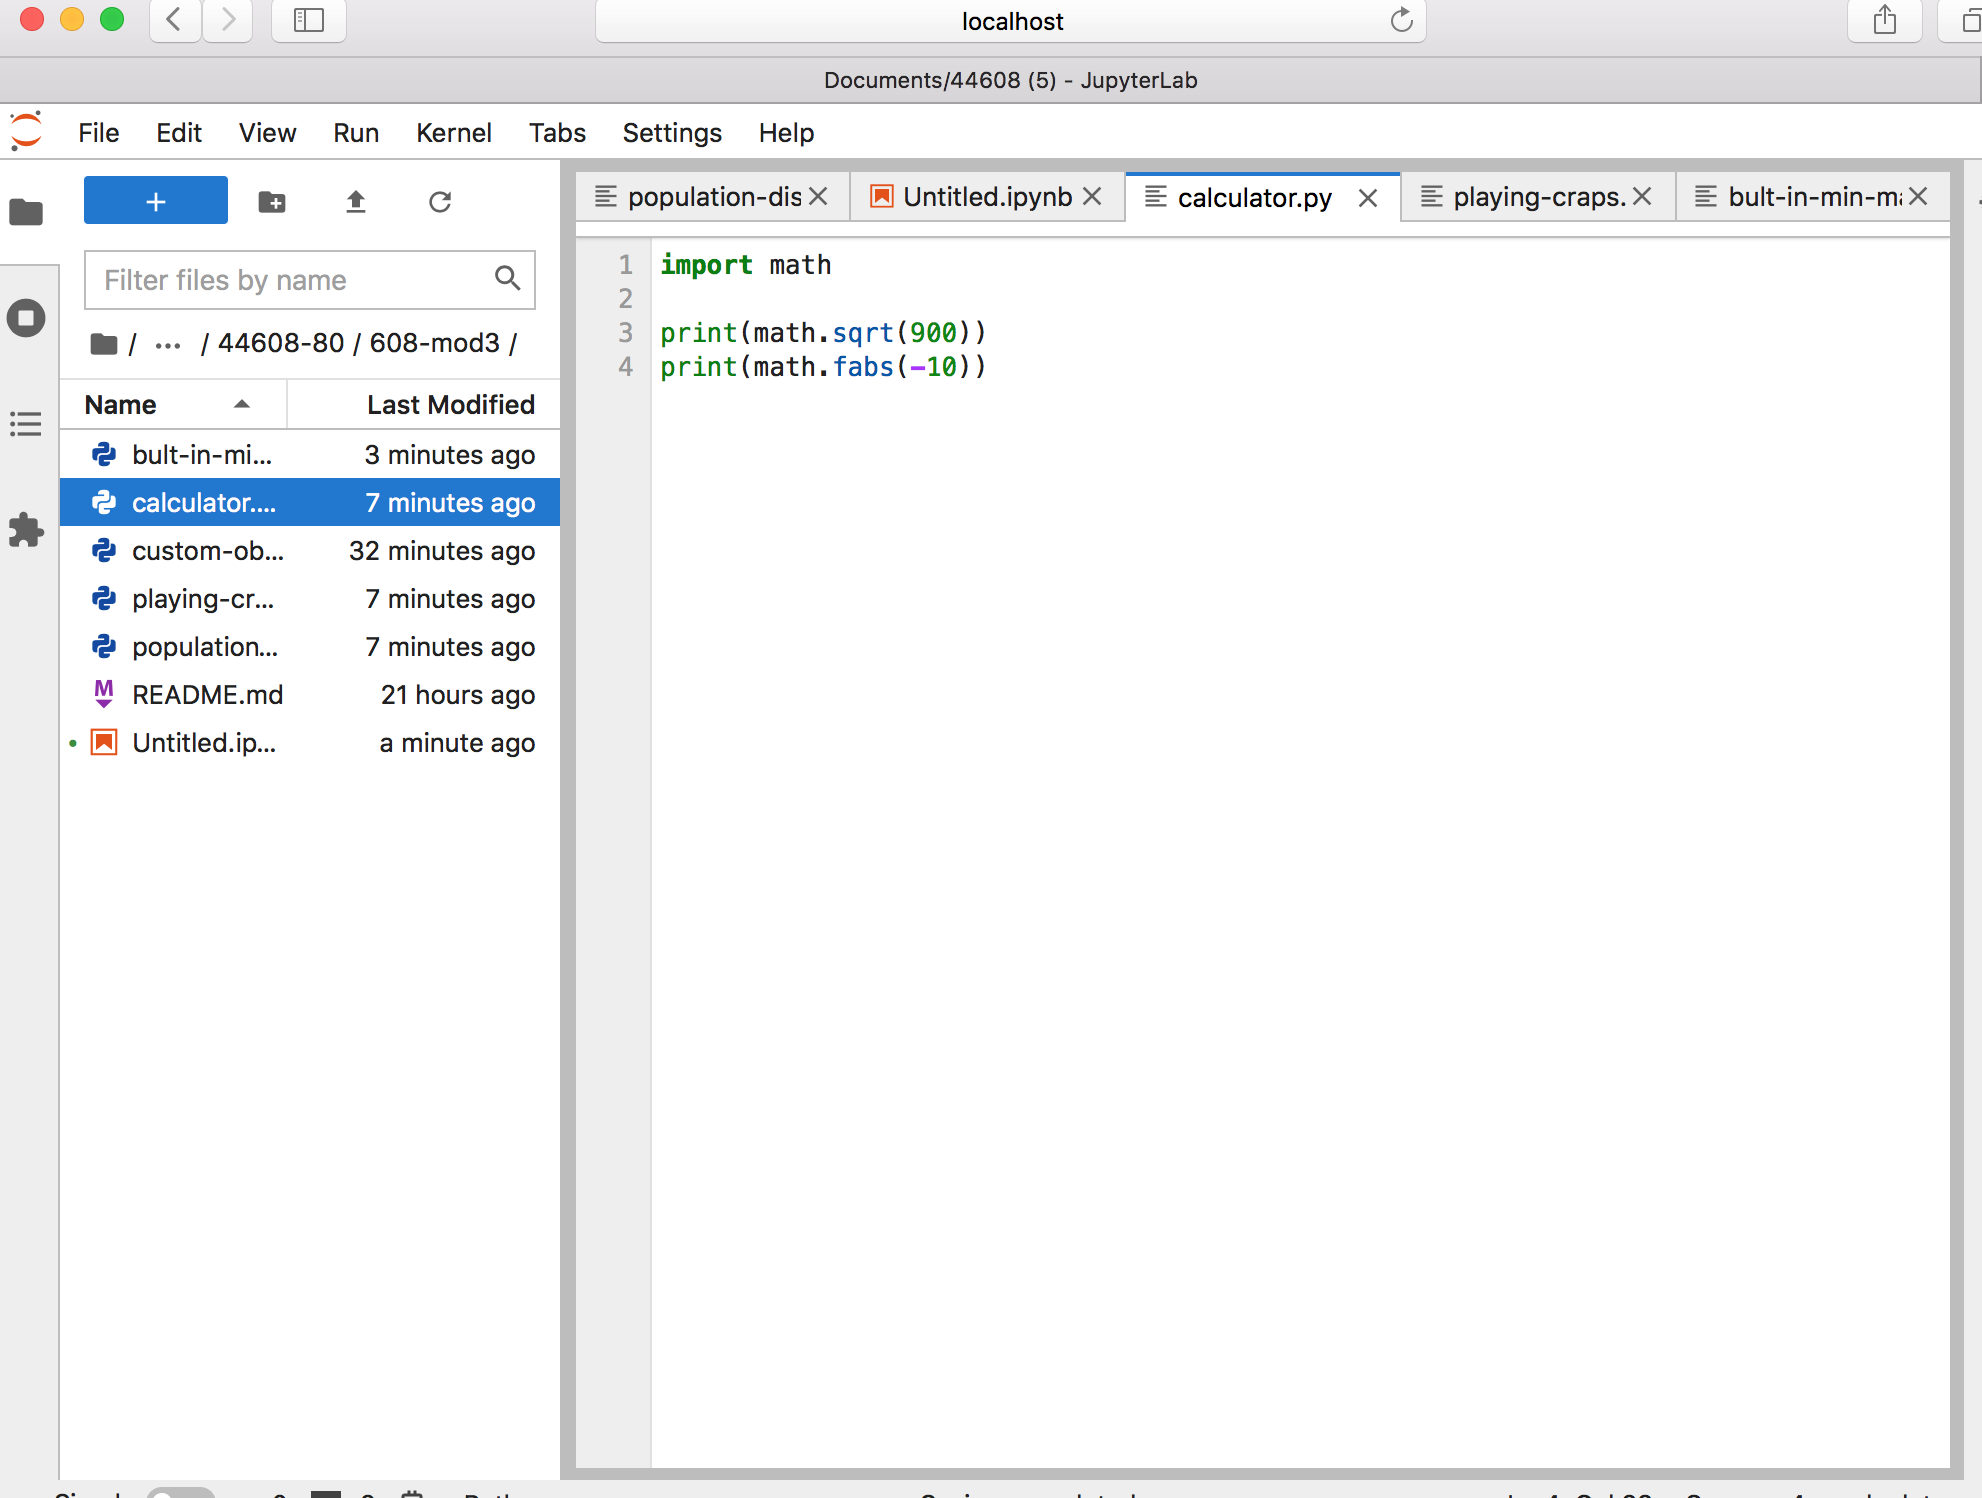 localhost
Documents/44608 (5) - JupyterLab
File Edit View Run Kernel Tabs Settings Help
population-dis Untitled.ipynb calculator.py playing-craps. bult-in-min-ma
Filter files by name
/ ... / 44608-80 / 608-mod3 /
Name Last Modified
bult-in-mi... 3 minutes ago
calculator.... 7 minutes ago
custom-ob... 32 minutes ago
playing-cr... 7 minutes ago
population... 7 minutes ago
README.md 21 hours ago
Untitled.ip... a minute ago
1 import math
2
3 print(math.sqrt(900))
4 print(math.fabs(-10))